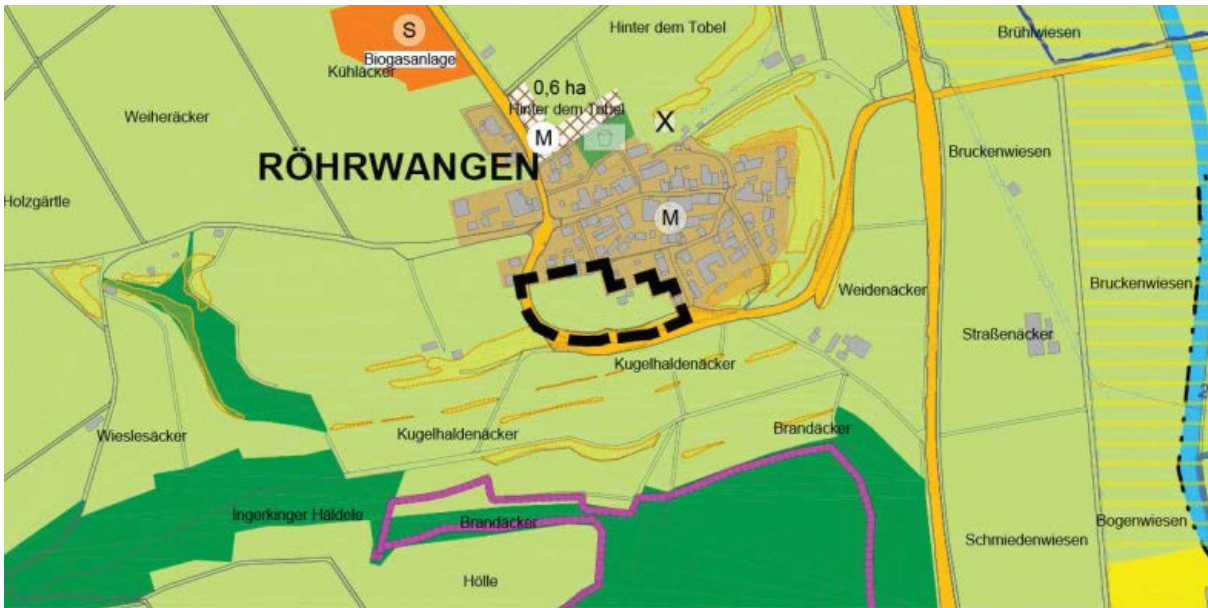 Hinter dem Tobel
Brühlwiesen
S
Biogasanlage
Kühläcker
0,6 ha
Hinter dem Tobel
Weiheräcker
M
X
RÖHRWANGEN
Bruckenwiesen
Holzgärtle
M
Weidenäcker
Bruckenwiesen
Straßenäcker
Kugelhaldenäcker
Wieslesäcker
Kugelhaldenäcker
Brandäcker
Ingerkinger Häldele
Brandäcker
Bogenwiesen
Schmiedenwiesen
Hölle